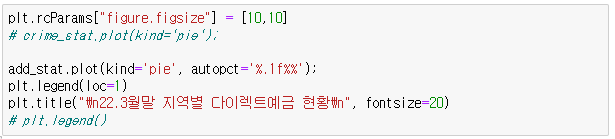 plt.rcParams["figure.figsize"] = [10,10]
# crime_stat.plot(kind='pie');
add_stat.plot(kind='pie', autopct='%.1f%%');
plt.legend(loc=1)
plt.title("₩n22.3월말 지역별 다이렉트예금 현황₩n", fontsize=20)
# plt.legend()